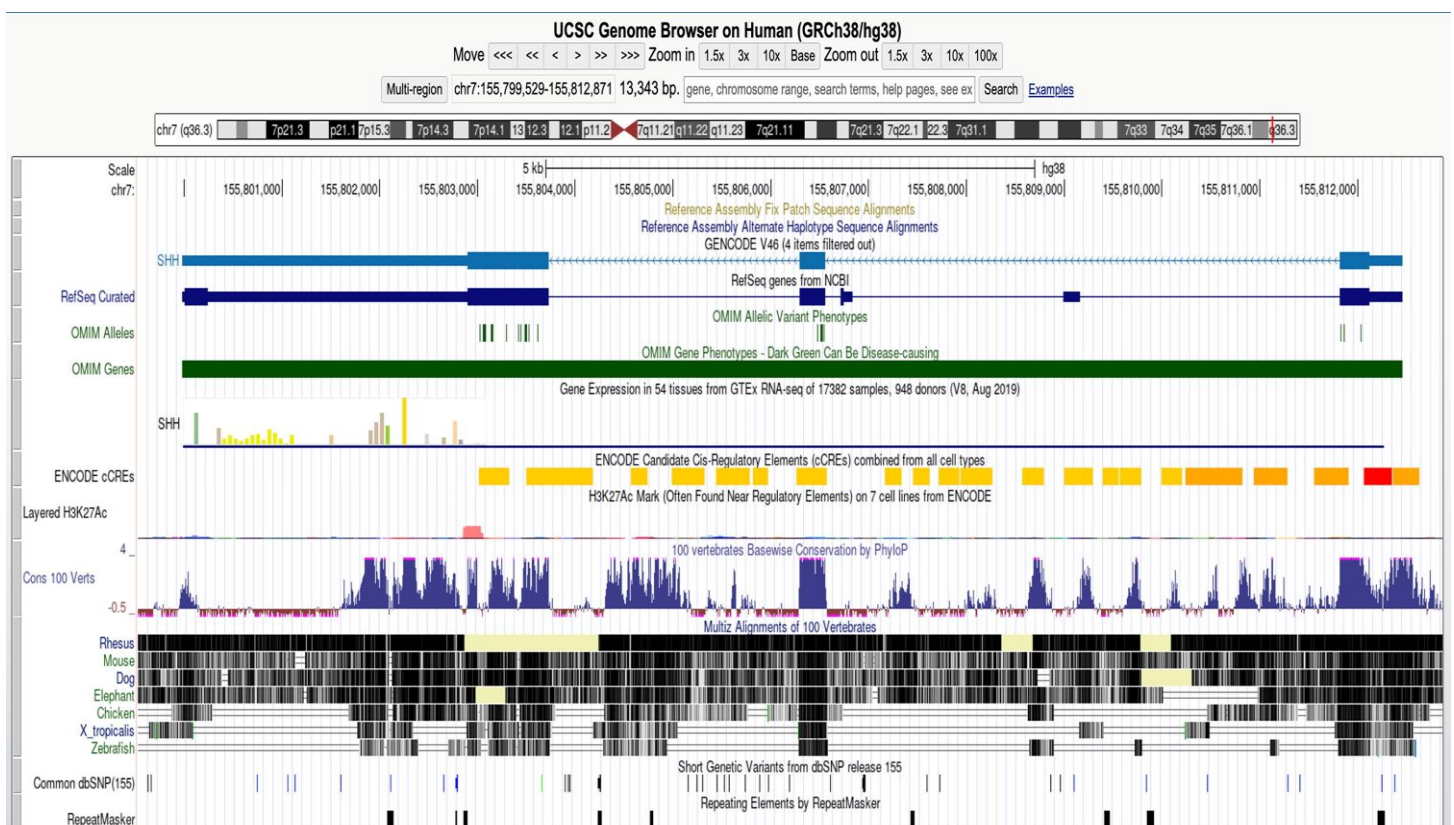 UCSC Genome Browser on Human (GRCh38/hg38)
Move <<< << < > >> >>> Zoom in 1.5x 3x 10x Base Zoom out 1.5x 3x 10x 100x
Multi-region chr7:155,799,529-155,812,871 13,343 bp. gene, chromosome range, search terms, help pages, see ex Search Examples
chr7 (q36.3) 7p21.3 p21.1 7p15.3 7p14.3 7p14.1 13 12.3 12.1 p11.2 7q11.21 q11.22 q11.23 7q21.11 7q21.3 7q22.1 22.3 7q31.1 7q33 7q34 7q35 7q36.1 q36.3
Scale 5 kb hg38
chr7: 155,801,000 155,802,000 155,803,000 155,804,000 155,805,000 155,806,000 155,807,000 155,808,000 155,809,000 155,810,000 155,811,000 155,812,000
Reference Assembly Fix Patch Sequence Alignments
Reference Assembly Alternate Haplotype Sequence Alignments
GENCODE V46 (4 items filtered out)
SHH
RefSeq genes from NCBI
RefSeq Curated
OMIM Allelic Variant Phenotypes
OMIM Alleles
OMIM Gene Phenotypes - Dark Green Can Be Disease-causing
OMIM Genes
Gene Expression in 54 tissues from GTEx RNA-seq of 17382 samples, 948 donors (V8, Aug 2019)
SHH
ENCODE Candidate Cis-Regulatory Elements (cCREs) combined from all cell types
ENCODE cCREs
H3K27Ac Mark (Often Found Near Regulatory Elements) on 7 cell lines from ENCODE
Layered H3K27Ac
100 vertebrates Basewise Conservation by PhyloP
4 _
Cons 100 Verts
-0.5 _
Multiz Alignments of 100 Vertebrates
Rhesus
Mouse
Dog
Elephant
Chicken
X_tropicalis
Zebrafish
Short Genetic Variants from dbSNP release 155
Common dbSNP(155)
Repeating Elements by RepeatMasker
RepeatMasker